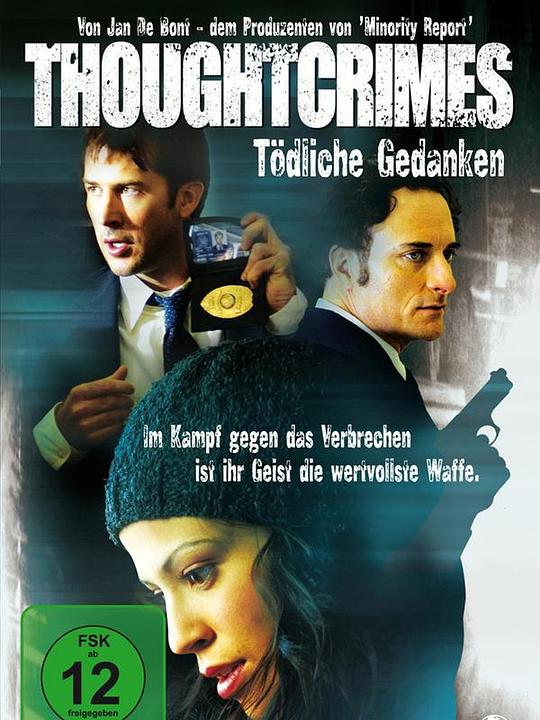 Von Jan De Bont - dem Produzenten von 'Minority Report'
THOUGHTCRIMES
Tödliche Gedanken
Im Kampf gegen das Verbrechen
ist ihr Geist die wertvollste Waffe.
FSK
ab
12
freigegeben